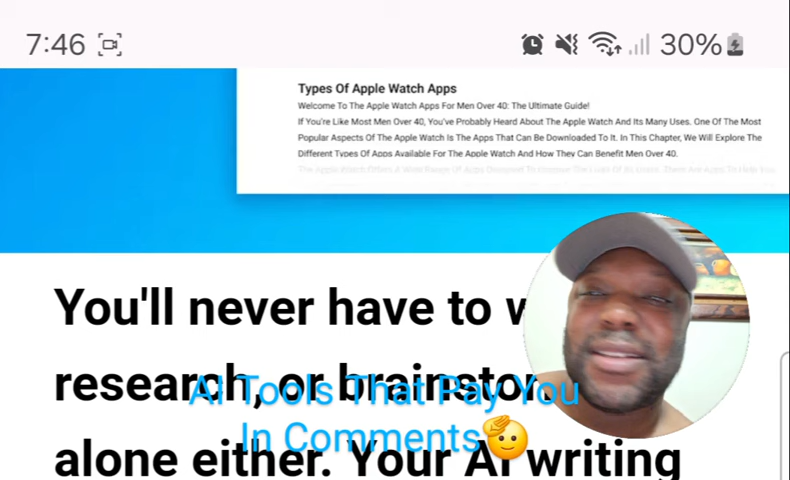 7:46
30%
Types Of Apple Watch Apps
Welcome To The Apple Watch Apps For Men Over 40: The Ultimate Guide!
If You're Like Most Men Over 40, You've Probably Heard About The Apple Watch And Its Many Uses. One Of The Most
Popular Aspects Of The Apple Watch Is The Apps That Can Be Downloaded To It. In This Chapter, We Will Explore The
Different Types Of Apps Available For The Apple Watch And How They Can Benefit Men Over 40.
You'll never have to
research, or
AI Tools That Pay You
In Comments🫡
alone either. Your AI writing